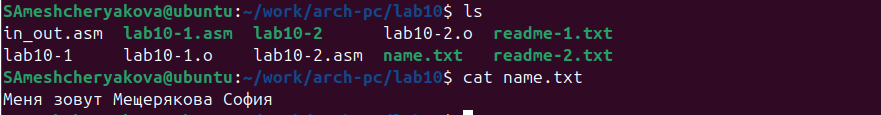 SAmeshcheryakova@ubuntu:~/work/arch-pc/lab10$ ls
in_out.asm  lab10-1.asm  lab10-2      lab10-2.o  readme-1.txt
lab10-1     lab10-1.o    lab10-2.asm  name.txt   readme-2.txt
SAmeshcheryakova@ubuntu:~/work/arch-pc/lab10$ cat name.txt
Меня зовут Мещерякова София